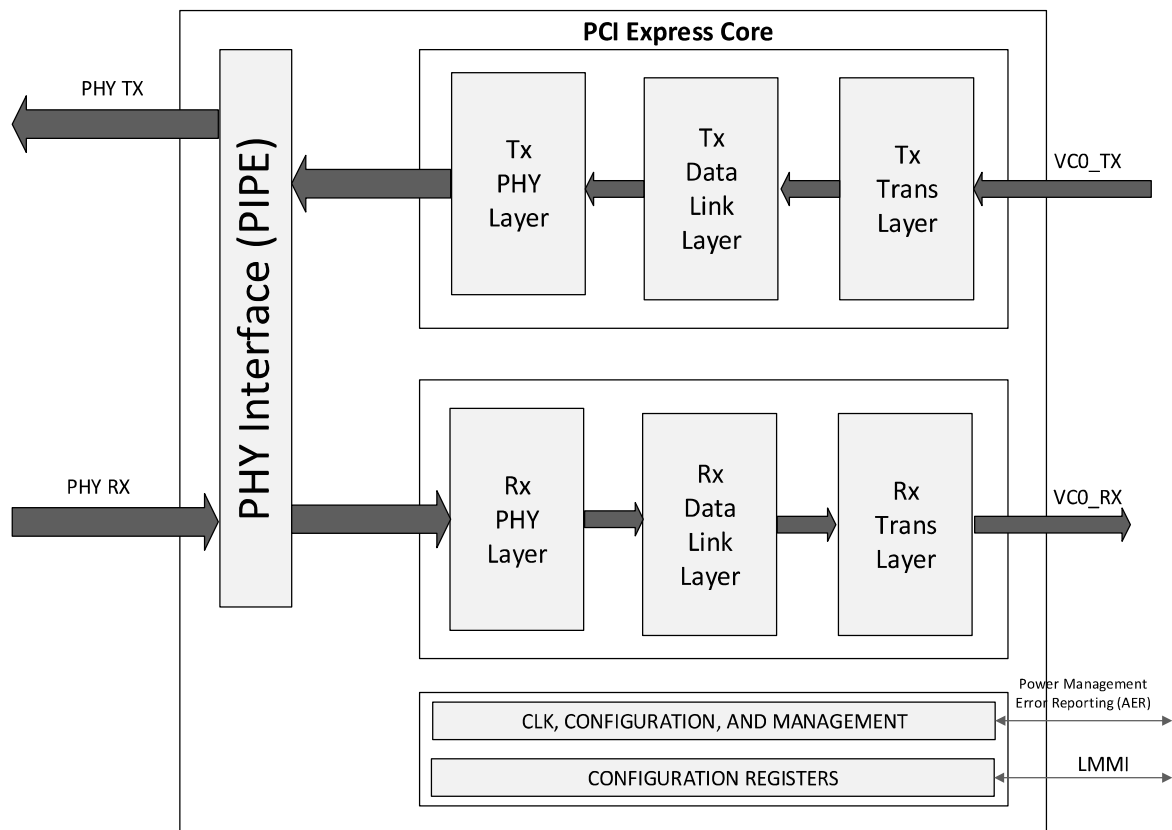 PCI Express Core
PHY TX
PHY Interface (PIPE)
Tx
PHY
Layer
Tx
Data
Link
Layer
Tx
Trans
Layer
VC0_TX
PHY RX
Rx
PHY
Layer
Rx
Data
Link
Layer
Rx
Trans
Layer
VC0_RX
Power Management
Error Reporting (AER)
CLK, CONFIGURATION, AND MANAGEMENT
CONFIGURATION REGISTERS
LMMI